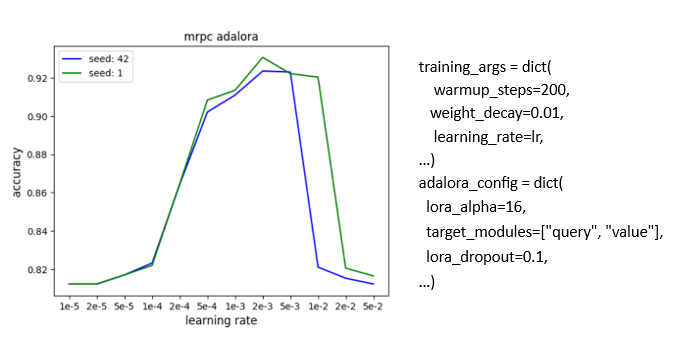 mrpc adalora
seed: 42
seed: 1
accuracy
0.92
0.90
0.88
0.86
0.84
0.82
1e-5 2e-5 5e-5 1e-4 2e-4 5e-4 1e-3 2e-3 5e-3 1e-2 2e-2 5e-2
learning rate
training_args = dict(
warmup_steps=200,
weight_decay=0.01,
learning_rate=lr,
...)
adalora_config = dict(
lora_alpha=16,
target_modules=["query", "value"],
lora_dropout=0.1,
...)